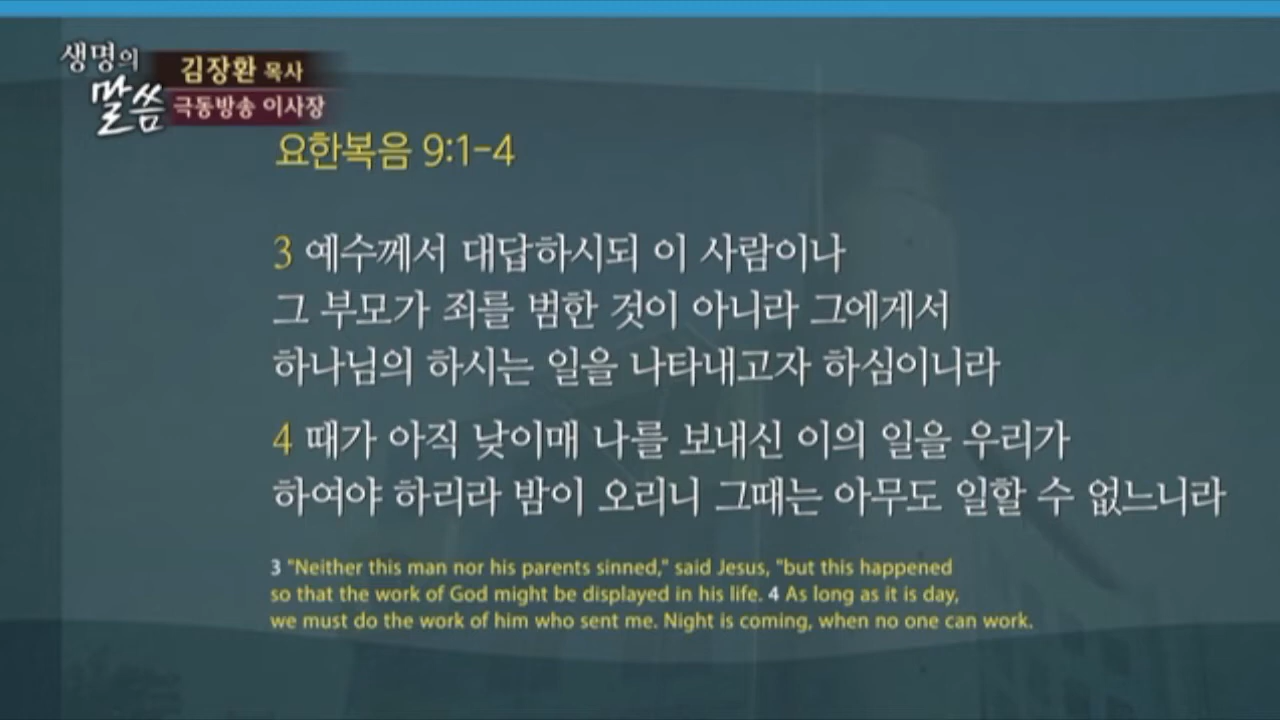 생명의
말씀
김장환 목사
극동방송 이사장
요한복음 9:1-4
3 예수께서 대답하시되 이 사람이나
그 부모가 죄를 범한 것이 아니라 그에게서
하나님의 하시는 일을 나타내고자 하심이니라
4 때가 아직 낮이매 나를 보내신 이의 일을 우리가
하여야 하리라 밤이 오리니 그때는 아무도 일할 수 없느니라
3 "Neither this man nor his parents sinned," said Jesus, "but this happened
so that the work of God might be displayed in his life. 4 As long as it is day,
we must do the work of him who sent me. Night is coming, when no one can work.